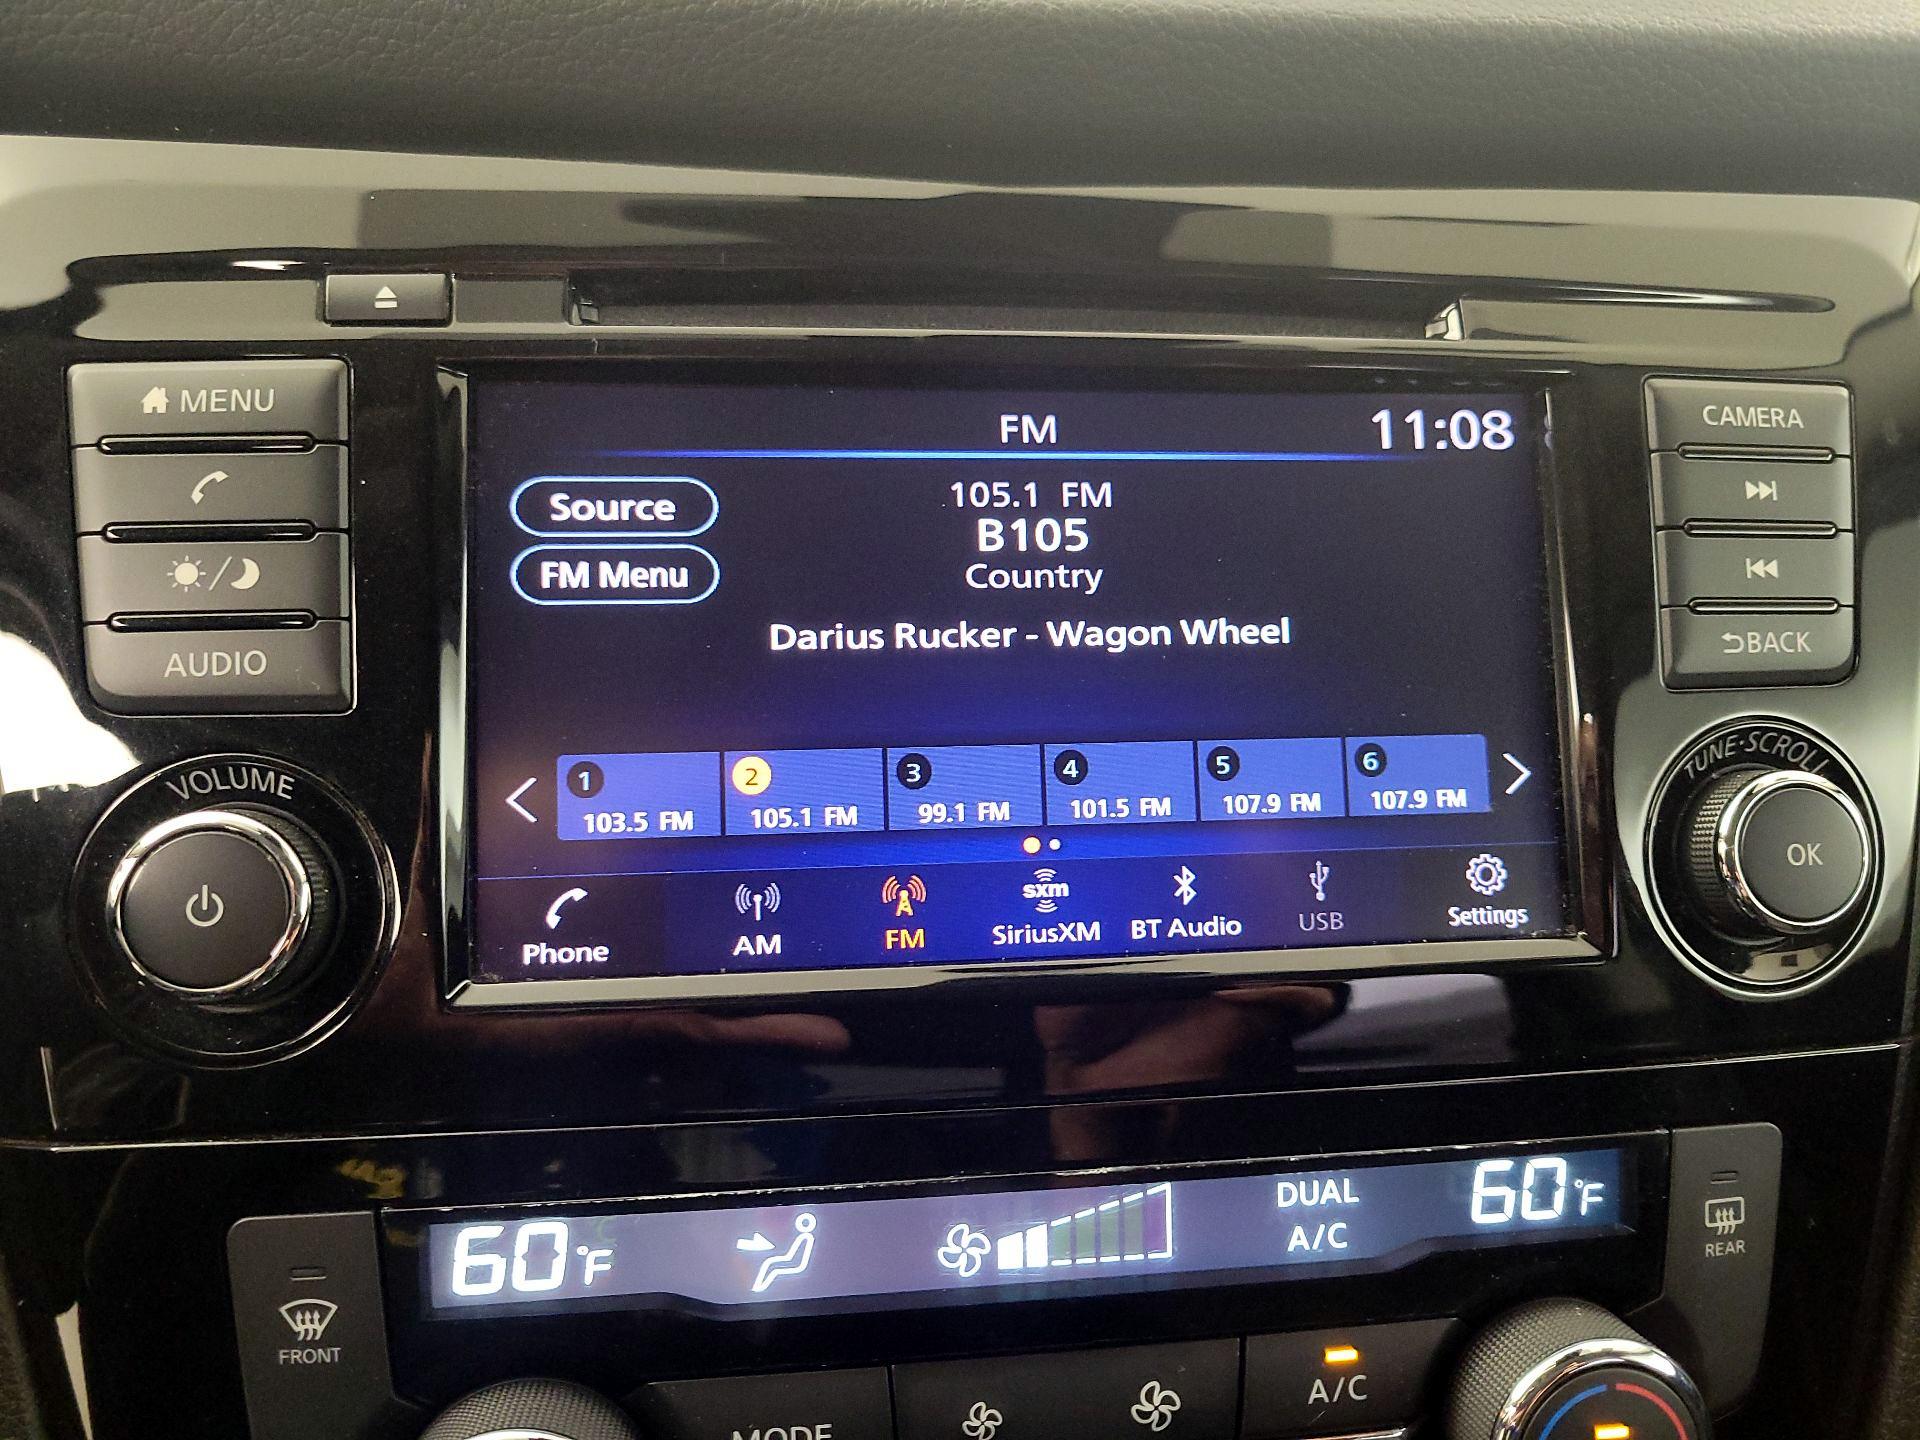 MENU
AUDIO
VOLUME
FM
11:08
Source
FM Menu
105.1 FM
B105
Country
Darius Rucker - Wagon Wheel
1
103.5 FM
2
105.1 FM
3
99.1 FM
4
101.5 FM
5
107.9 FM
6
107.9 FM
Phone
AM
FM
sxm
SiriusXM
BT Audio
USB
Settings
CAMERA
BACK
TUNE·SCROLL
OK
60°F
DUAL
A/C
60°F
FRONT
REAR
MODE
A/C